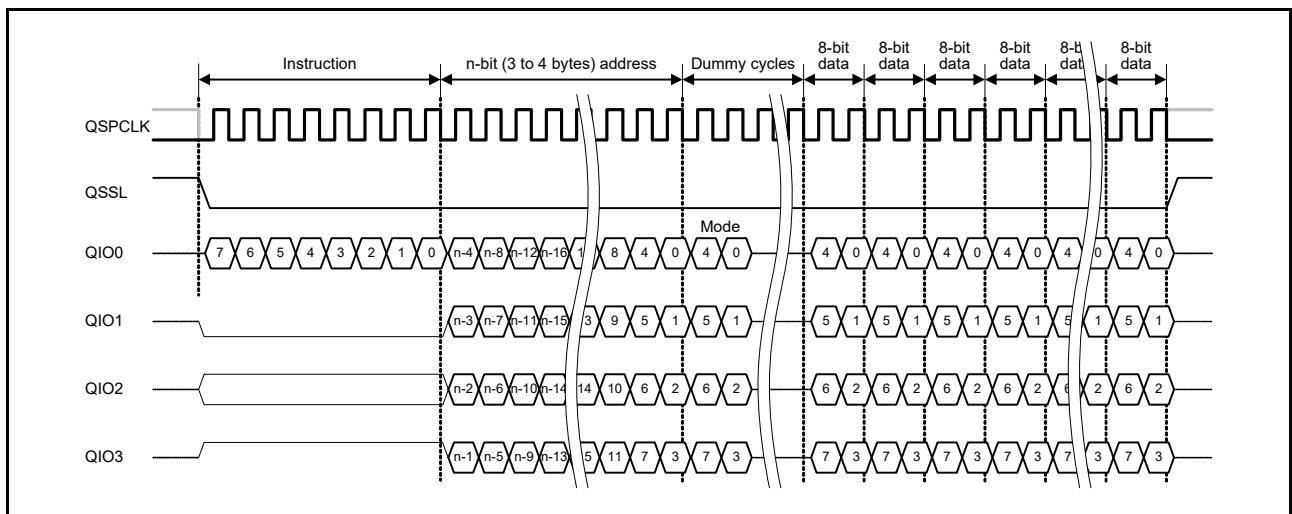 8-bit data 8-bit data 8-bit data 8-bit data 8-b data 8-bit data
Instruction n-bit (3 to 4 bytes) address Dummy cycles
QSPCLK
QSSL
Mode
QIO0 7 6 5 4 3 2 1 0 n-4 n-8 n-12 n-16 1 8 4 0 4 0 4 0 4 0 4 0 4 0 4 0 4 0
QIO1 n-3 n-7 n-11 n-15 3 9 5 1 5 1 5 1 5 1 5 1 5 1 5 1 5 1
QIO2 n-2 n-6 n-10 n-14 14 10 6 2 6 2 6 2 6 2 6 2 6 2 6 2 6 2
QIO3 n-1 n-5 n-9 n-13 5 11 7 3 7 3 7 3 7 3 7 3 7 3 7 3 7 3